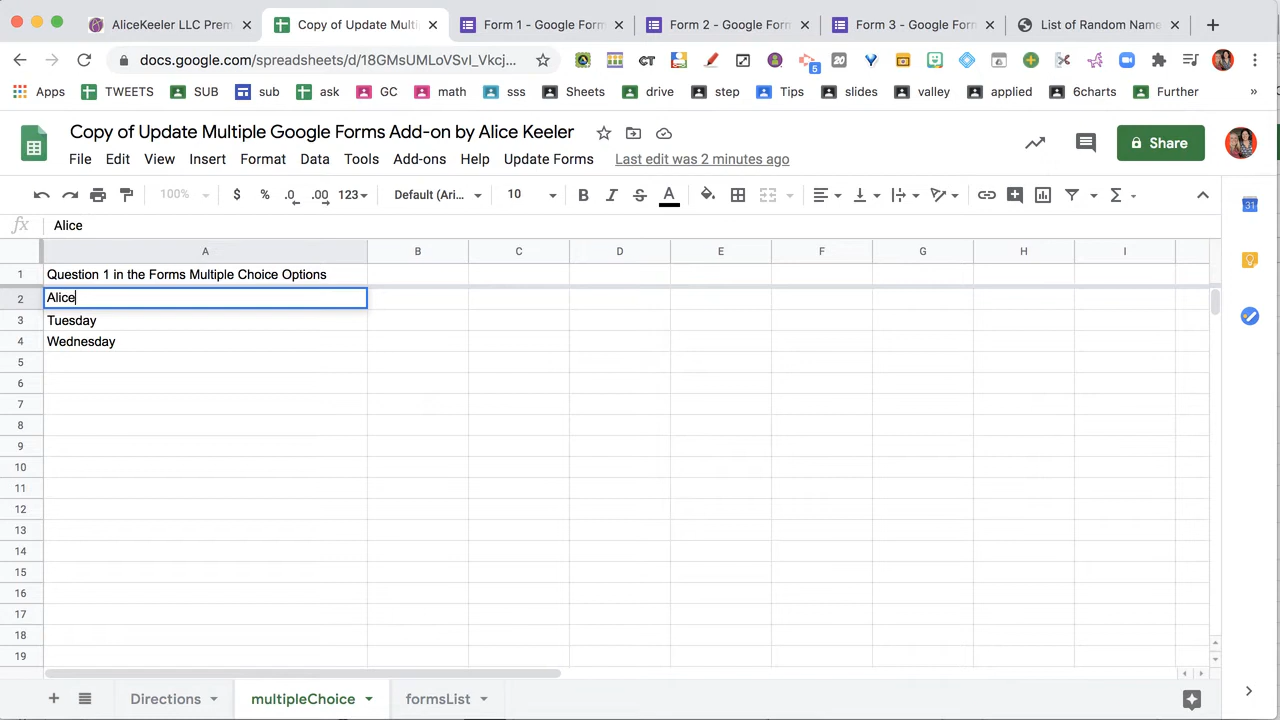 AliceKeeler LLC Prem
Copy of Update Multi
Form 1 - Google For
Form 2 - Google For
Form 3 - Google For
List of Random Name
docs.google.com/spreadsheets/d/18GMsUMLoVSvI_Vkcj...
Apps
TWEETS
SUB
sub
ask
GC
math
sss
Sheets
drive
step
Tips
slides
valley
applied
6charts
Further
»
Copy of Update Multiple Google Forms Add-on by Alice Keeler
File Edit View Insert Format Data Tools Add-ons Help Update Forms Last edit was 2 minutes ago
Share
100% $ % .0 .00 123 Default (Ari... 10 B I S A
fx Alice
A B C D E F G H I
1 Question 1 in the Forms Multiple Choice Options
2 Alice
3 Tuesday
4 Wednesday
5
6
7
8
9
10
11
12
13
14
15
16
17
18
19
Directions multipleChoice formsList